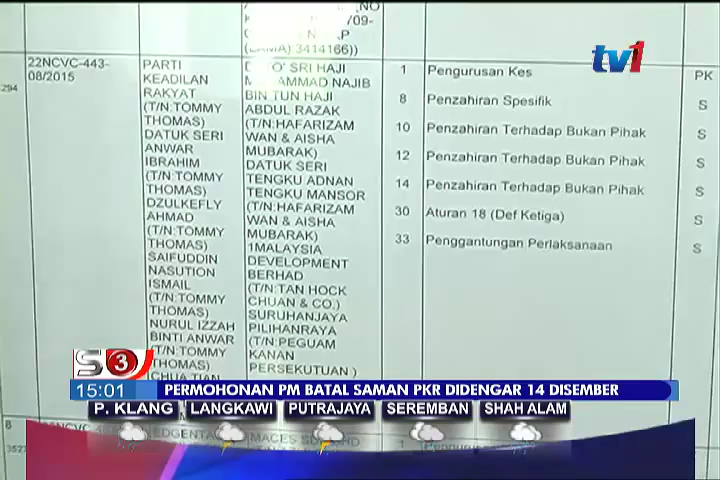 (LAMA) 3414166))
22NCVC-443-
08/2015
294
PARTI
KEADILAN
RAKYAT
(T/N:TOMMY
THOMAS)
DATUK SERI
ANWAR
IBRAHIM
(T/N:TOMMY
THOMAS)
DZULKEFLY
AHMAD
(T/N:TOMMY
THOMAS)
SAIFUDDIN
NASUTION
ISMAIL
(T/N:TOMMY
THOMAS)
NURUL IZZAH
BINTI ANWAR
(T/N:TOMMY
THOMAS)
CHUA TIAN
SRI HAJI
MUHAMMAD NAJIB
BIN TUN HAJI
ABDUL RAZAK
(T/N:HAFARIZAM
WAN & AISHA
MUBARAK)
DATUK SERI
TENGKU ADNAN
TENGKU MANSOR
(T/N:HAFARIZAM
WAN & AISHA
MUBARAK)
1MALAYSIA
DEVELOPMENT
BERHAD
(T/N:TAN HOCK
CHUAN & CO.)
SURUHANJAYA
PILIHANRAYA
(T/N:PEGUAM
KANAN
PERSEKUTUAN )
1 Pengurusan Kes PK
8 Penzahiran Spesifik S
10 Penzahiran Terhadap Bukan Pihak S
12 Penzahiran Terhadap Bukan Pihak S
14 Penzahiran Terhadap Bukan Pihak S
30 Aturan 18 (Def Ketiga) S
33 Penggantungan Perlaksanaan S
tv1
S 3
15:01 PERMOHONAN PM BATAL SAMAN PKR DIDENGAR 14 DISEMBER
P. KLANG LANGKAWI PUTRAJAYA SEREMBAN SHAH ALAM